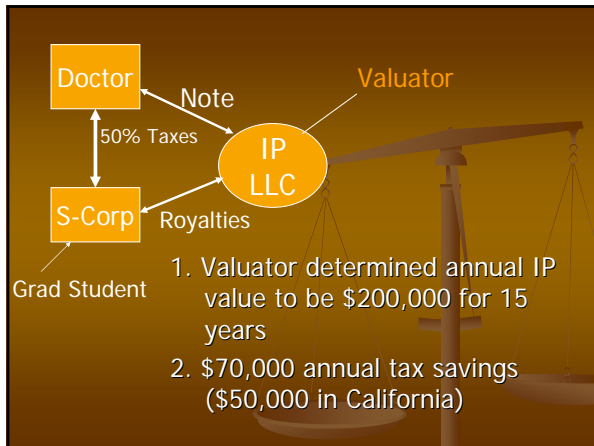 Doctor
Note
Valuator
50% Taxes
IP
LLC
S-Corp
Royalties
Grad Student
1. Valuator determined annual IP
value to be $200,000 for 15
years
2. $70,000 annual tax savings
($50,000 in California)